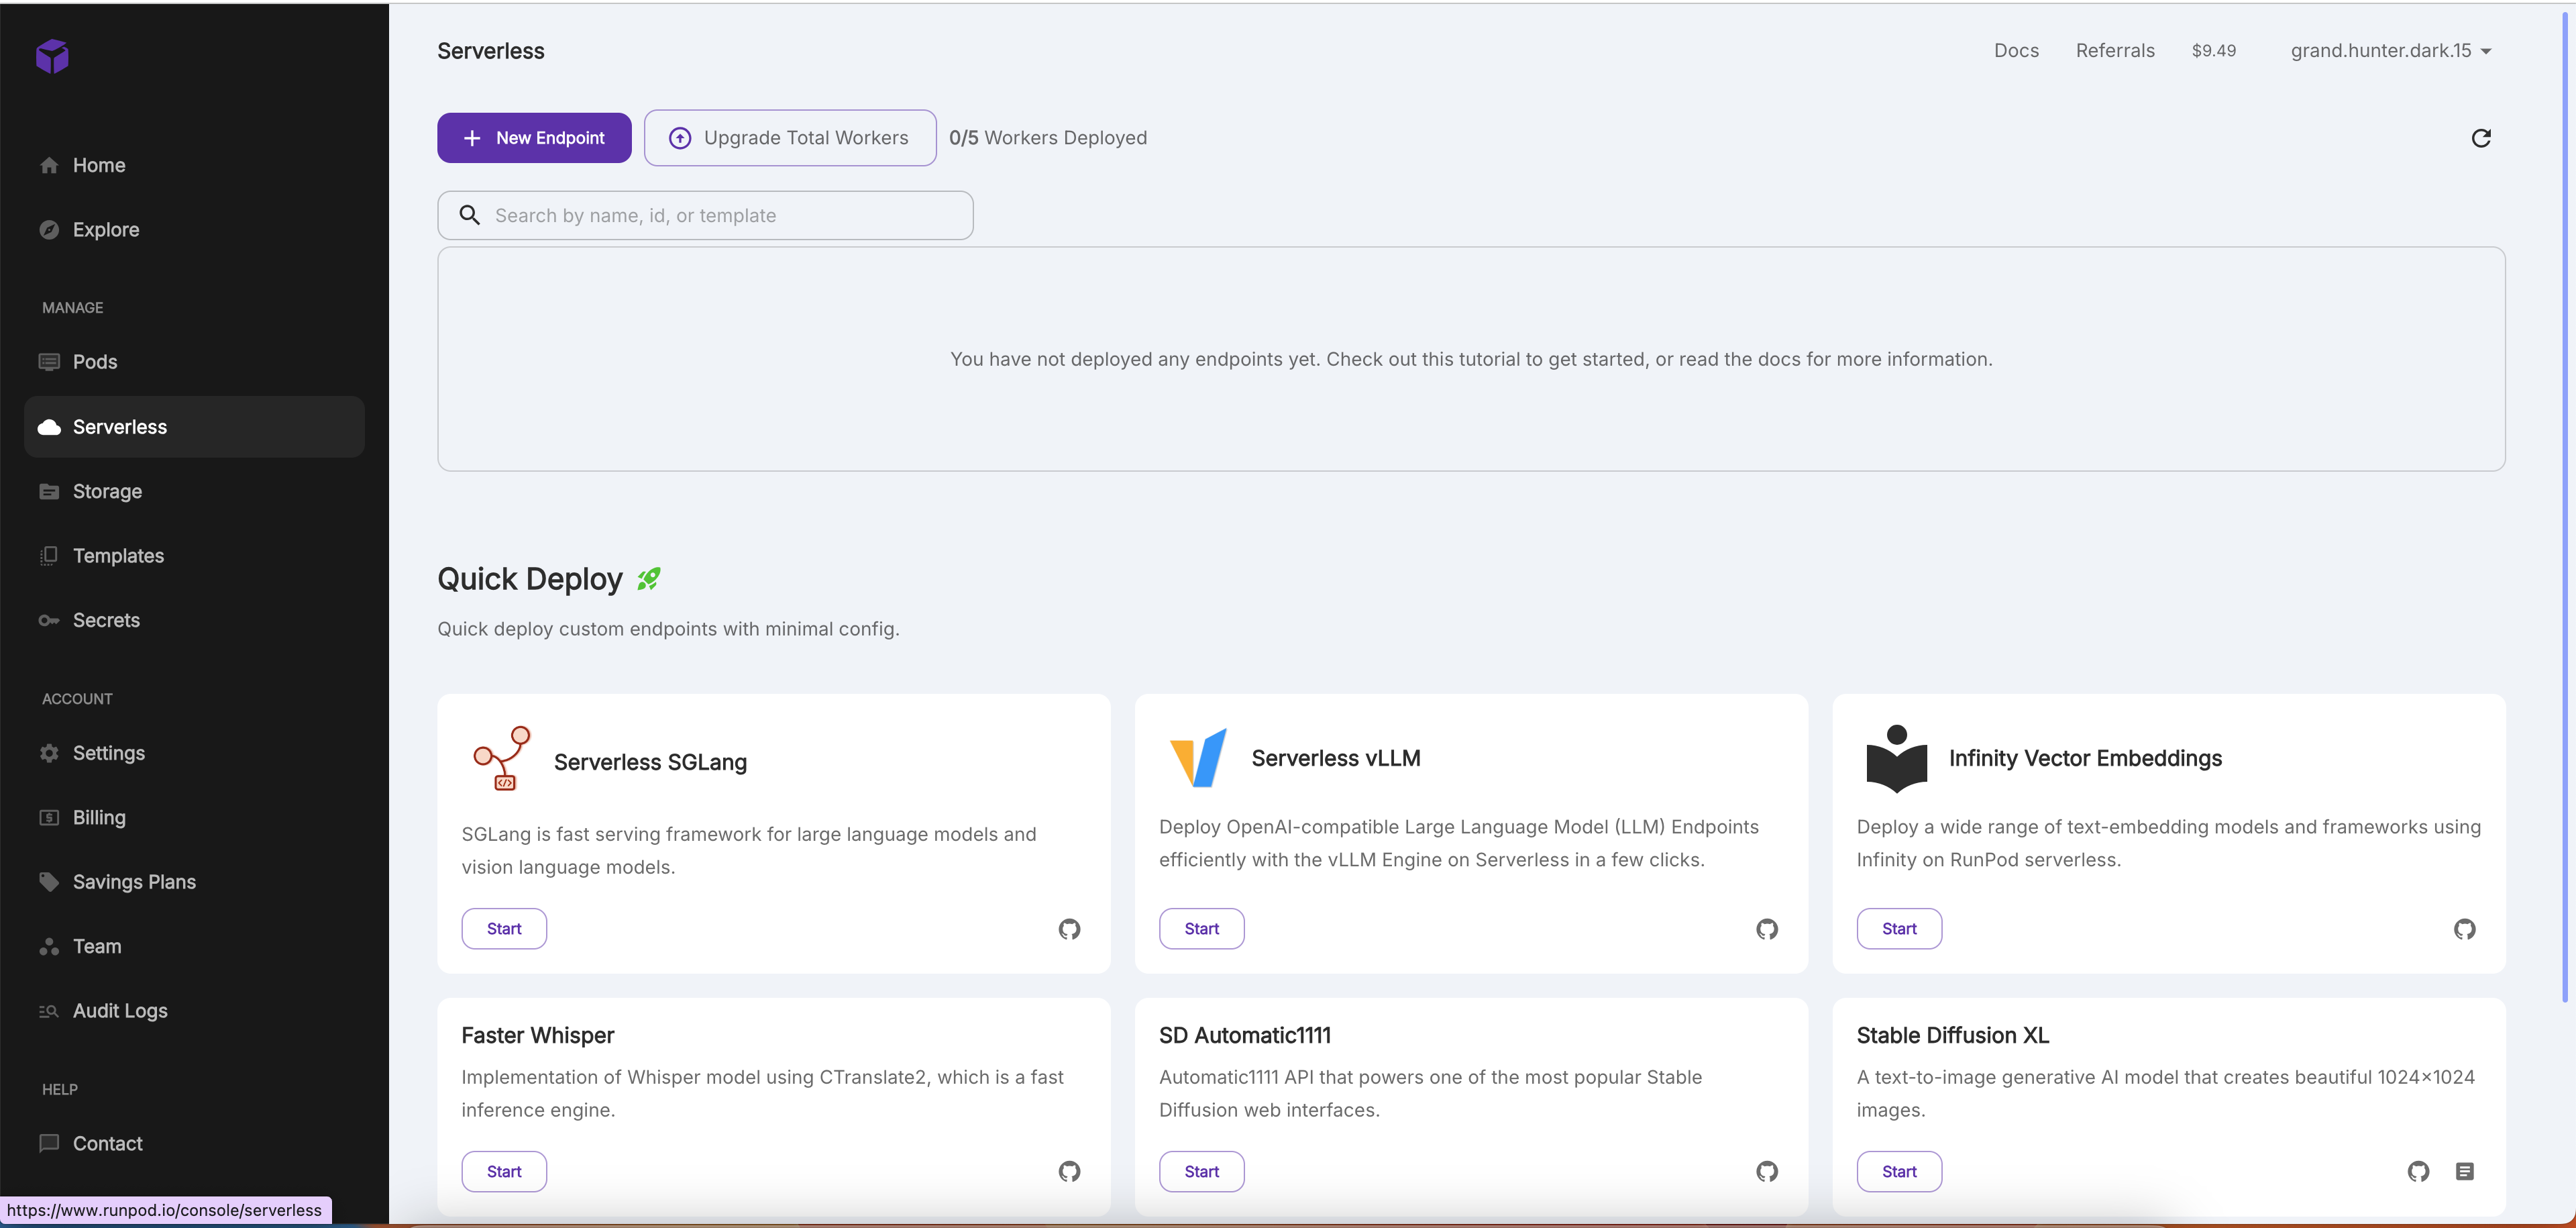 Home
Explore
MANAGE
Pods
Serverless
Storage
Templates
Secrets
ACCOUNT
Settings
Billing
Savings Plans
Team
Audit Logs
HELP
Contact
https://www.runpod.io/console/serverless
Serverless
Docs
Referrals
$9.49
grand.hunter.dark.15
New Endpoint
Upgrade Total Workers
0/5 Workers Deployed
Search by name, id, or template
You have not deployed any endpoints yet. Check out this tutorial to get started, or read the docs for more information.
Quick Deploy
Quick deploy custom endpoints with minimal config.
Serverless SGLang
SGLang is fast serving framework for large language models and
vision language models.
Start
Serverless vLLM
Deploy OpenAI-compatible Large Language Model (LLM) Endpoints
efficiently with the vLLM Engine on Serverless in a few clicks.
Start
Infinity Vector Embeddings
Deploy a wide range of text-embedding models and frameworks using
Infinity on RunPod serverless.
Start
Faster Whisper
Implementation of Whisper model using CTranslate2, which is a fast
inference engine.
Start
SD Automatic1111
Automatic1111 API that powers one of the most popular Stable
Diffusion web interfaces.
Start
Stable Diffusion XL
A text-to-image generative AI model that creates beautiful 1024×1024
images.
Start